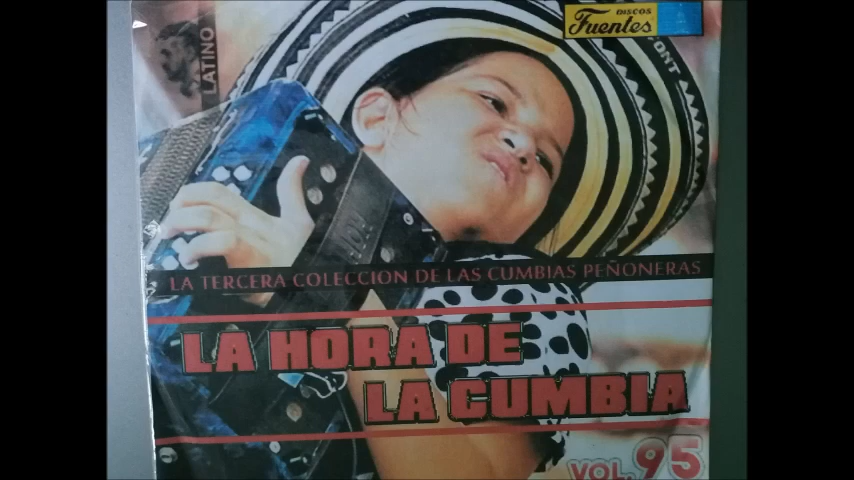 LATINO
DISCOS
Fuentes
LA TERCERA COLECCION DE LAS CUMBIAS PEÑONERAS
LA HORA DE
LA CUMBIA
VOL. 95